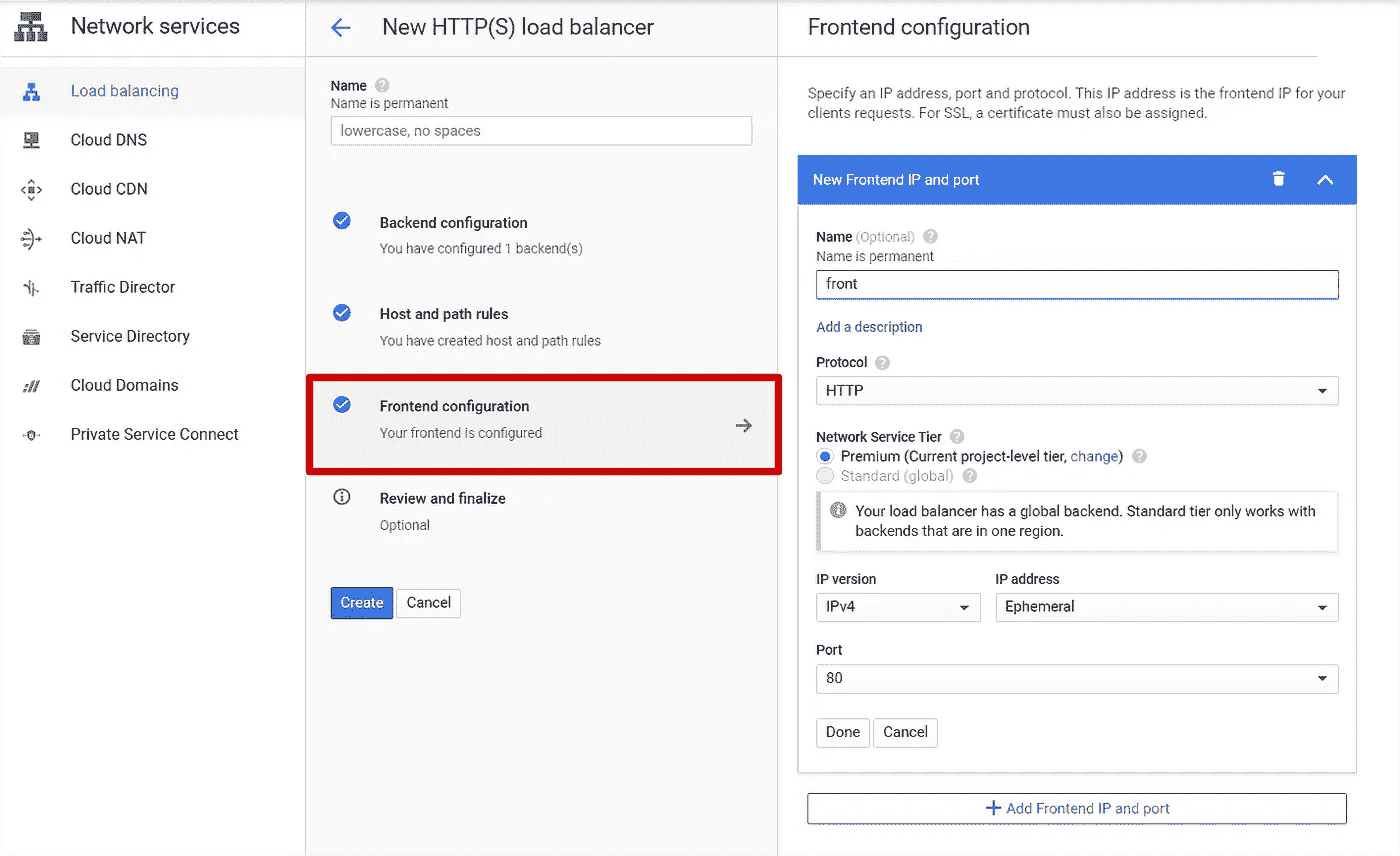 Network services
Load balancing
Cloud DNS
Cloud CDN
Cloud NAT
Traffic Director
Service Directory
Cloud Domains
Private Service Connect
New HTTP(S) load balancer
Name
Name is permanent
lowercase, no spaces
Backend configuration
You have configured 1 backend(s)
Host and path rules
You have created host and path rules
Frontend configuration
Your frontend is configured
Review and finalize
Optional
Create Cancel
Frontend configuration
Specify an IP address, port and protocol. This IP address is the frontend IP for your
clients requests. For SSL, a certificate must also be assigned.
New Frontend IP and port
Name (Optional)
Name is permanent
front
Add a description
Protocol
HTTP
Network Service Tier
Premium (Current project-level tier, change)
Standard (global)
Your load balancer has a global backend. Standard tier only works with
backends that are in one region.
IP version IP address
IPv4 Ephemeral
Port
80
Done Cancel
+ Add Frontend IP and port